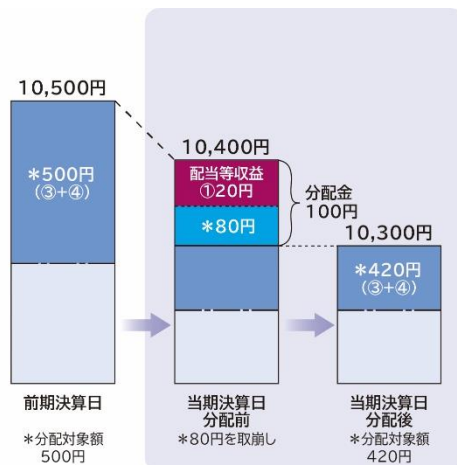 10,500円
*500円
(③+④)
10,400円
配当等収益
①20円
*80円
分配金
100円
10,300円
*420円
(③+④)
前期決算日
*分配対象額
500円
当期決算日
分配前
*80円を取崩し
当期決算日
分配後
*分配対象額
420円